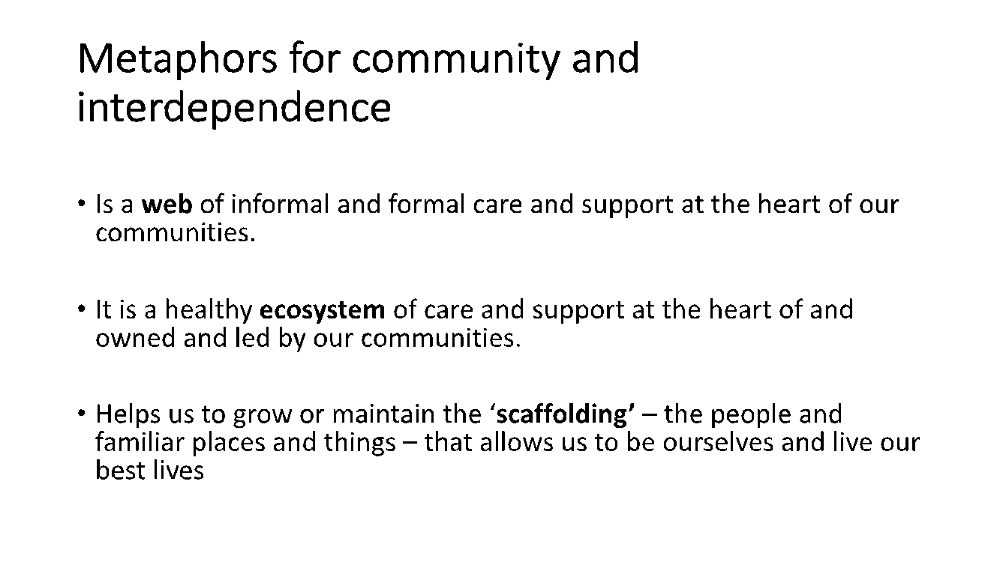 Metaphors for community and
interdependence
• Is a web of informal and formal care and support at the heart of our
communities.
• It is a healthy ecosystem of care and support at the heart of and
owned and led by our communities.
• Helps us to grow or maintain the ‘scaffolding’ – the people and
familiar places and things – that allows us to be ourselves and live our
best lives